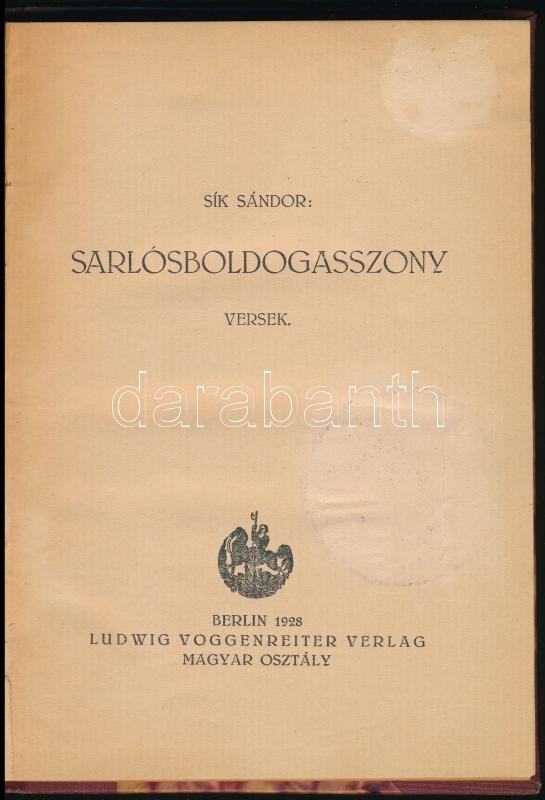 SÍK SÁNDOR:
SARLÓSBOLDOGASSZONY
VERSEK.
darabanth
BERLIN 1928
LUDWIG VOGGENREITER VERLAG
MAGYAR OSZTÁLY